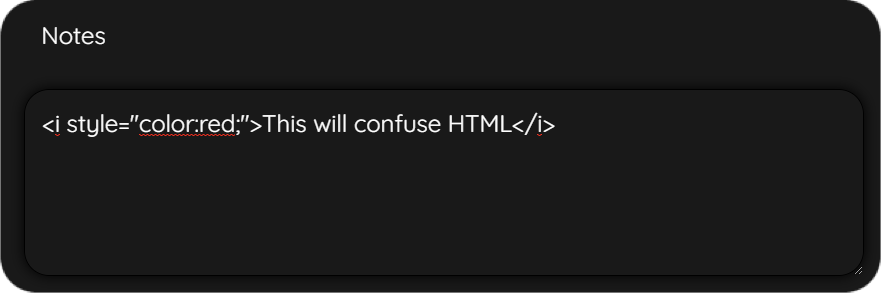 Notes
<i style="color:red;">This will confuse HTML</i>